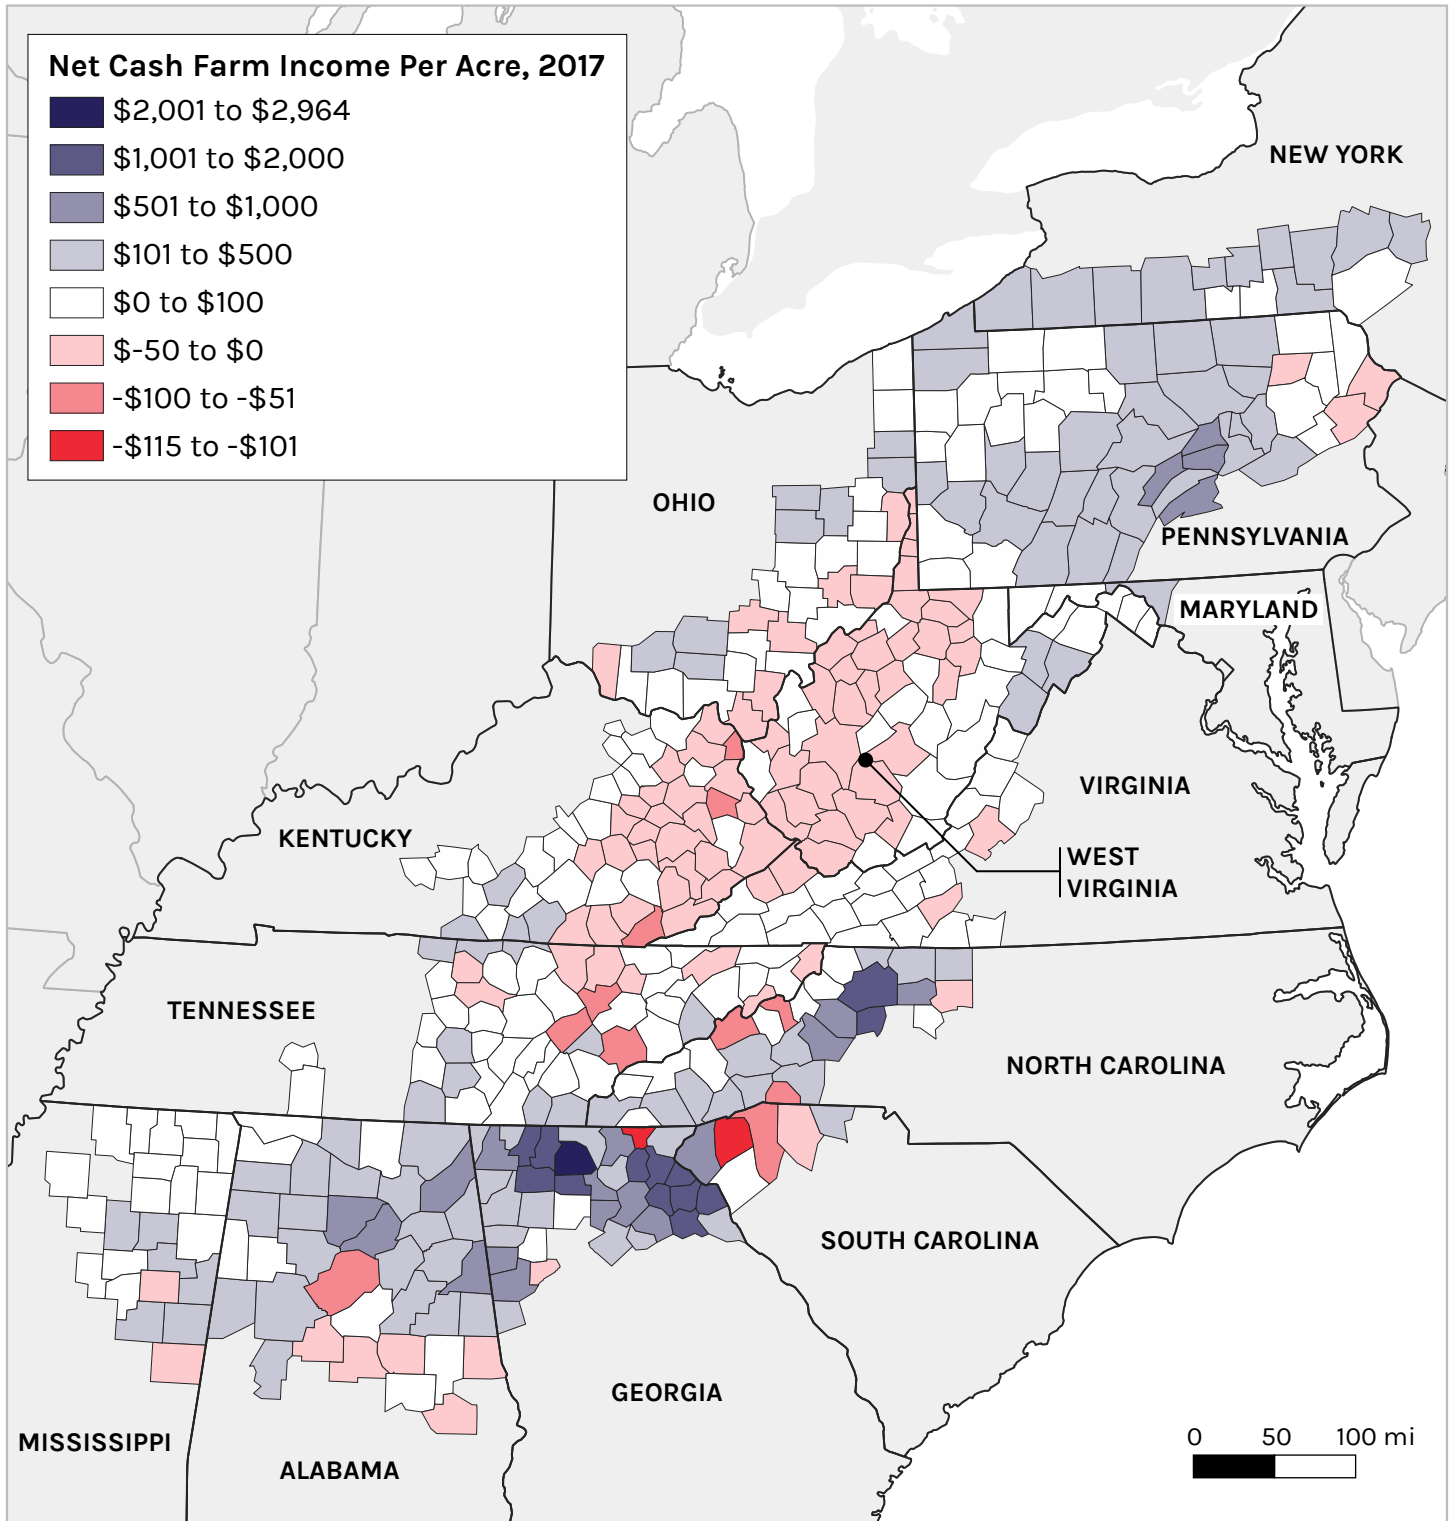 Net Cash Farm Income Per Acre, 2017
$2,001 to $2,964
$1,001 to $2,000
$501 to $1,000
$101 to $500
$0 to $100
$-50 to $0
-$100 to -$51
-$115 to -$101
NEW YORK
OHIO
PENNSYLVANIA
MARYLAND
VIRGINIA
KENTUCKY
WEST
VIRGINIA
TENNESSEE
NORTH CAROLINA
SOUTH CAROLINA
GEORGIA
MISSISSIPPI
ALABAMA
0 50 100 mi